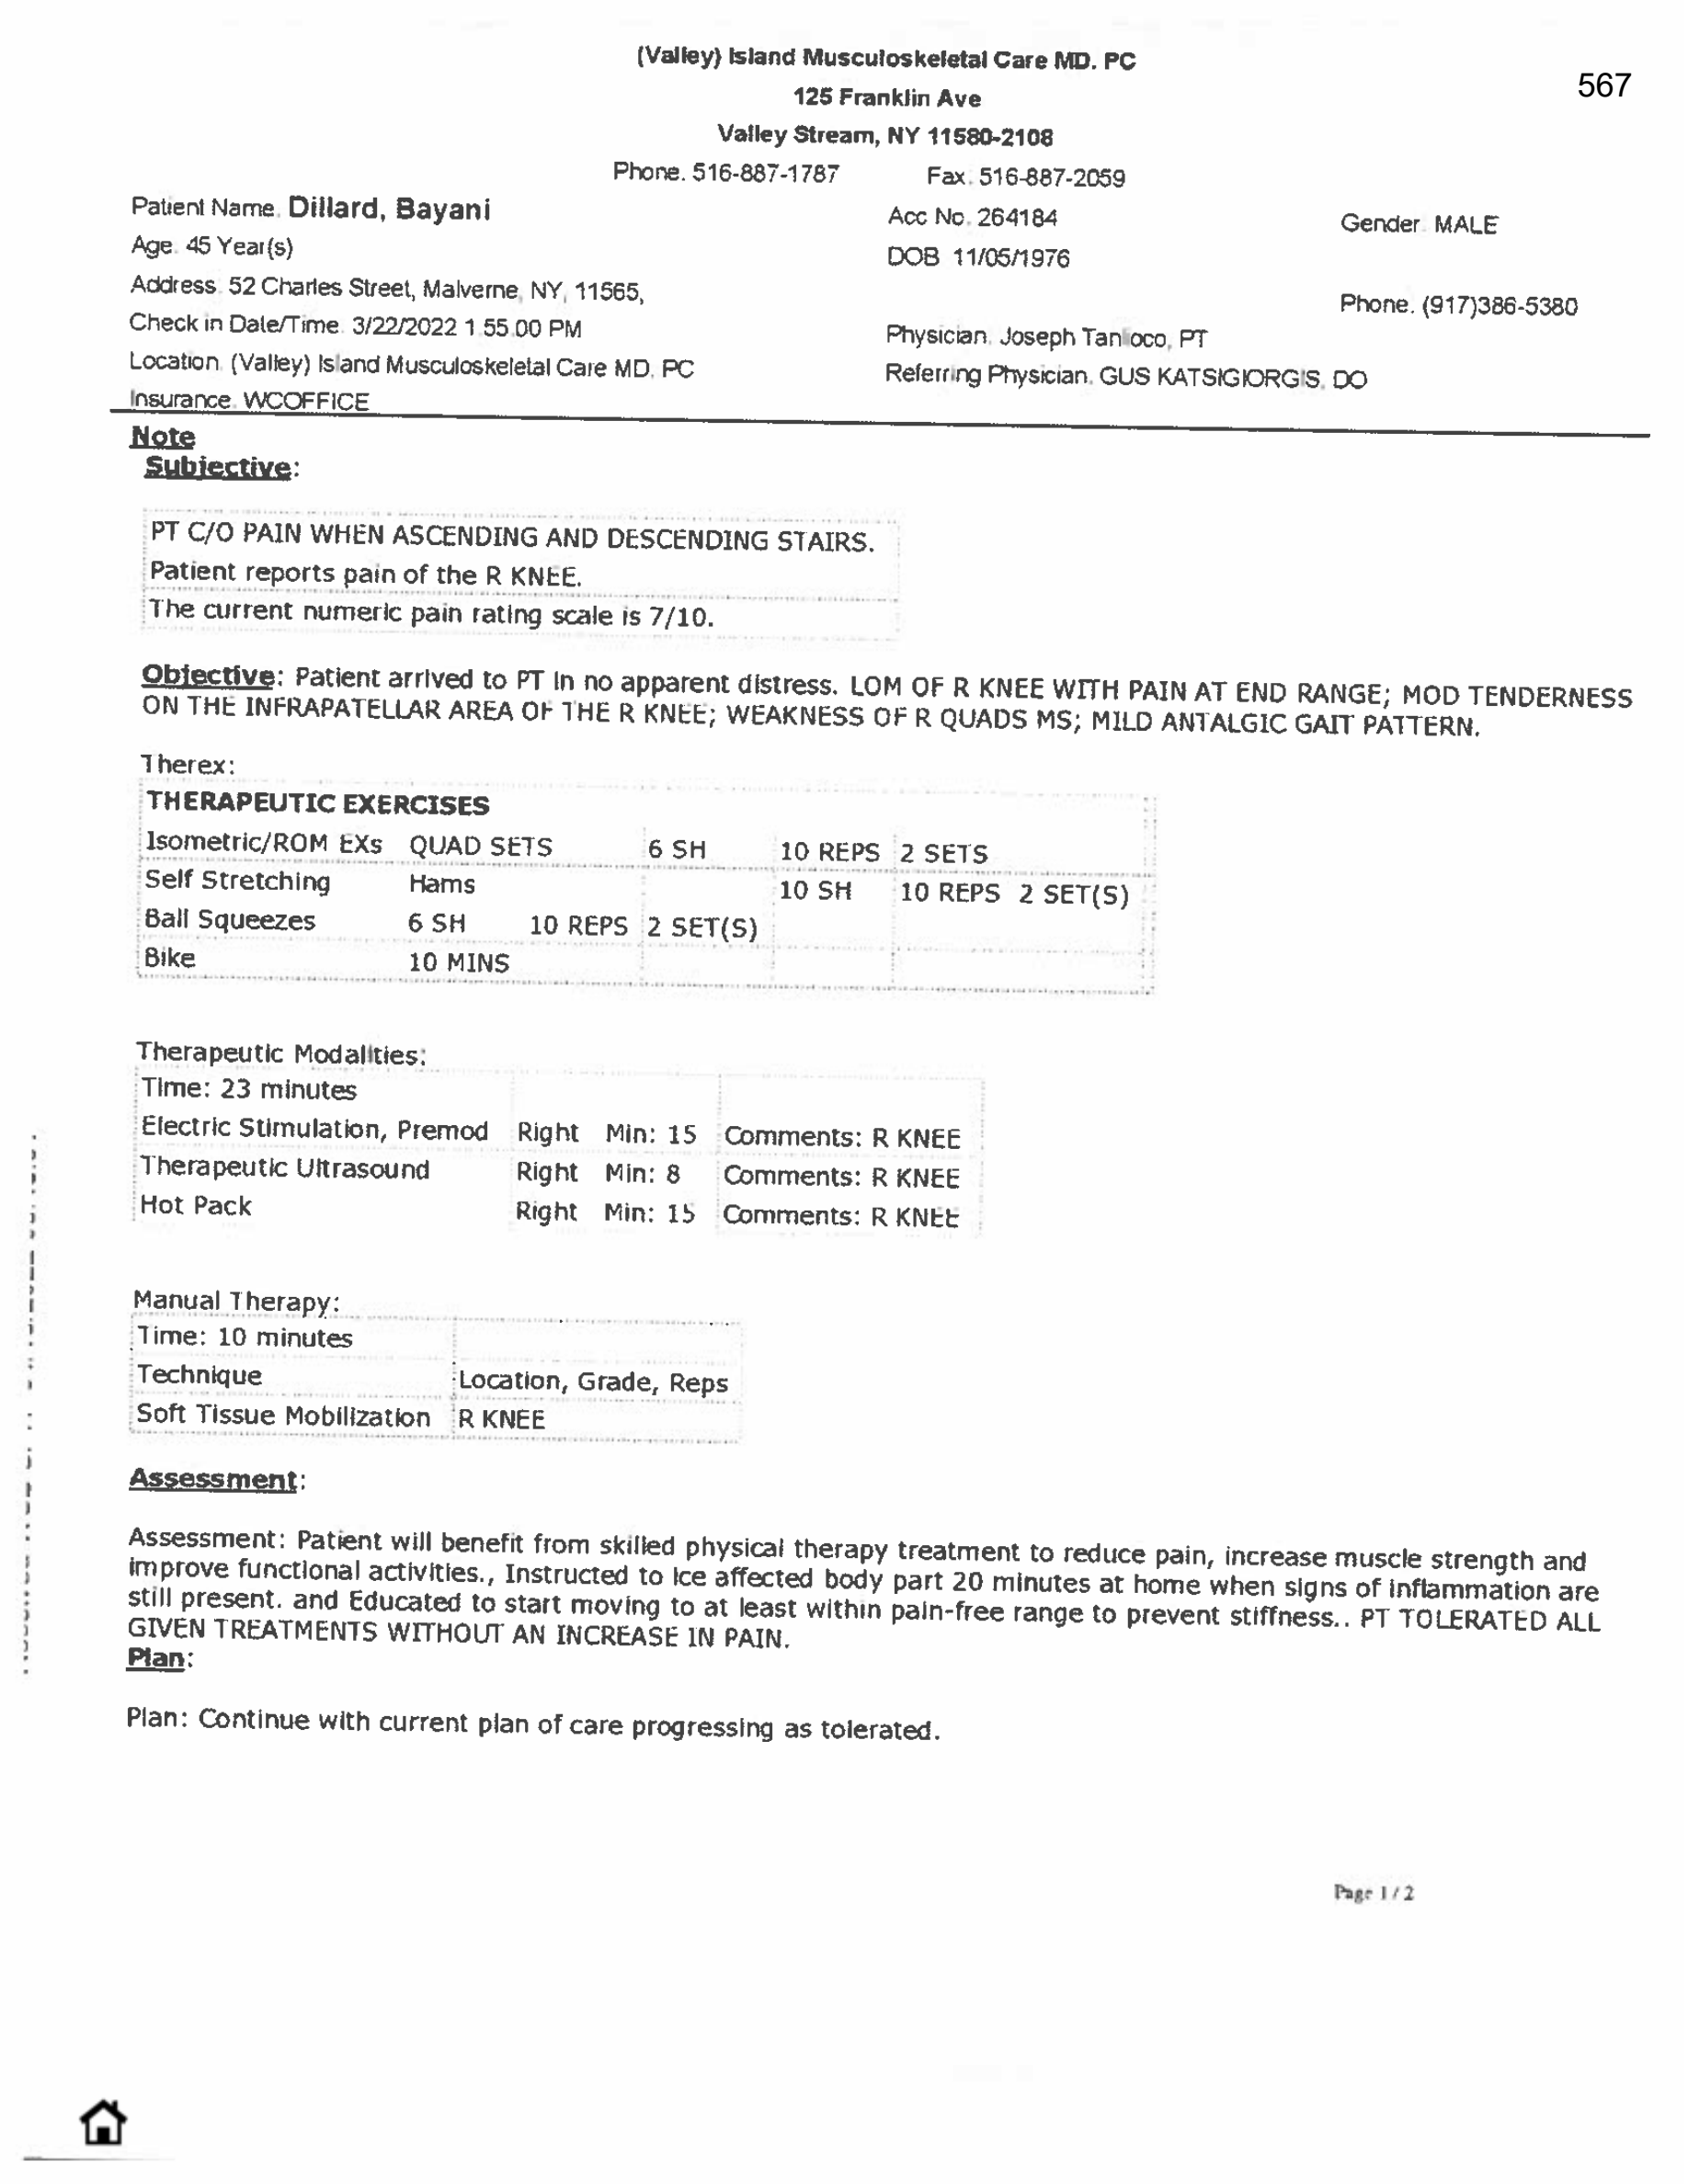 (Valley) Island Musculoskeletal Care MD. PC
567
125 Franklin Ave
Valley Stream, NY 11580-2108
Phone. 516-887-1787 Fax. 516-887-2059
Patient Name. Dillard, Bayani Acc No. 264184 Gender. MALE
Age. 45 Year(s) DOB 11/05/1976
Address. 52 Charles Street, Malverne, NY, 11565, Phone. (917)386-5380
Check in Date/Time. 3/22/2022 1.55.00 PM Physician. Joseph Tanlioco, PT
Location. (Valley) Island Musculoskeletal Care MD. PC Referring Physician. GUS KATSIGIORGIS, DO
Insurance. WCOFFICE
Note
Subjective:
PT C/O PAIN WHEN ASCENDING AND DESCENDING STAIRS.
Patient reports pain of the R KNEE.
The current numeric pain rating scale is 7/10.
Objective: Patient arrived to PT in no apparent distress. LOM OF R KNEE WITH PAIN AT END RANGE; MOD TENDERNESS
ON THE INFRAPATELLAR AREA OF THE R KNEE; WEAKNESS OF R QUADS MS; MILD ANTALGIC GAIT PATTERN.
Therex:
THERAPEUTIC EXERCISES
Isometric/ROM EXs QUAD SETS 6 SH 10 REPS 2 SETS
Self Stretching Hams 10 SH 10 REPS 2 SET(S)
Ball Squeezes 6 SH 10 REPS 2 SET(S)
Bike 10 MINS
Therapeutic Modalities:
Time: 23 minutes
Electric Stimulation, Premod Right Min: 15 Comments: R KNEE
Therapeutic Ultrasound Right Min: 8 Comments: R KNEE
Hot Pack Right Min: 15 Comments: R KNEE
Manual Therapy:
Time: 10 minutes
Technique Location, Grade, Reps
Soft Tissue Mobilization R KNEE
Assessment:
Assessment: Patient will benefit from skilled physical therapy treatment to reduce pain, increase muscle strength and
improve functional activities., Instructed to Ice affected body part 20 minutes at home when signs of inflammation are
still present. and Educated to start moving to at least within pain-free range to prevent stiffness.. PT TOLERATED ALL
GIVEN TREATMENTS WITHOUT AN INCREASE IN PAIN.
Plan:
Plan: Continue with current plan of care progressing as tolerated.
Page 1 / 2